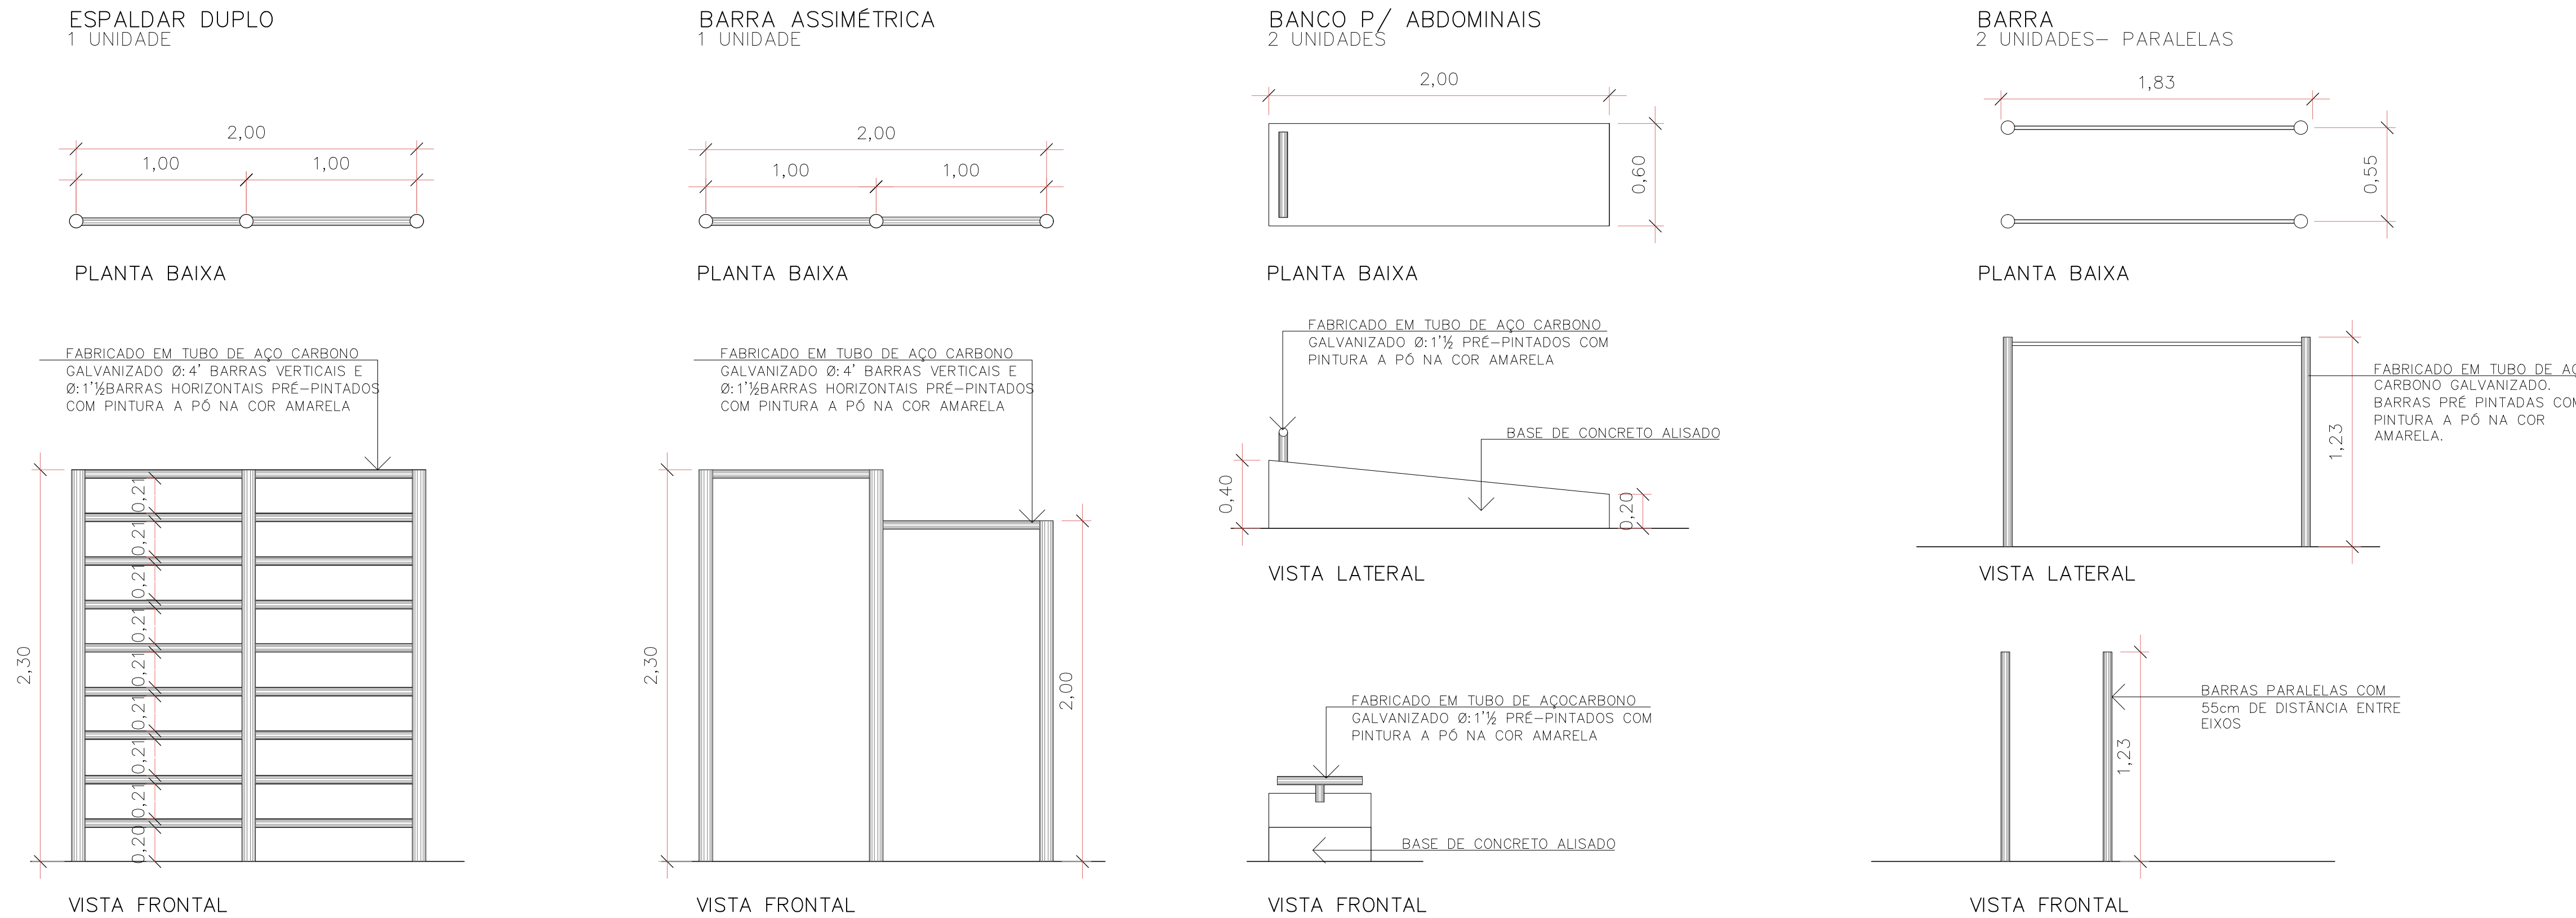 ESPALDAR DUPLO
1 UNIDADE
2,00
1,00
1,00
PLANTA BAIXA
FABRICADO EM TUBO DE AÇO CARBONO
GALVANIZADO Ø:4' BARRAS VERTICAIS E
Ø:1'½BARRAS HORIZONTAIS PRÉ-PINTADOS
COM PINTURA A PÓ NA COR AMARELA
2,30
0,21
0,21
0,21
0,21
0,21
0,21
0,21
0,21
0,20
VISTA FRONTAL
BARRA ASSIMÉTRICA
1 UNIDADE
2,00
1,00
1,00
PLANTA BAIXA
FABRICADO EM TUBO DE AÇO CARBONO
GALVANIZADO Ø:4' BARRAS VERTICAIS E
Ø:1'½BARRAS HORIZONTAIS PRÉ-PINTADOS
COM PINTURA A PÓ NA COR AMARELA
2,30
2,00
VISTA FRONTAL
BANCO P/ ABDOMINAIS
2 UNIDADES
2,00
0,60
PLANTA BAIXA
FABRICADO EM TUBO DE AÇO CARBONO
GALVANIZADO Ø:1'½ PRÉ-PINTADOS COM
PINTURA A PÓ NA COR AMARELA
BASE DE CONCRETO ALISADO
0,40
0,20
VISTA LATERAL
FABRICADO EM TUBO DE AÇOCARBONO
GALVANIZADO Ø:1'½ PRÉ-PINTADOS COM
PINTURA A PÓ NA COR AMARELA
BASE DE CONCRETO ALISADO
VISTA FRONTAL
BARRA
2 UNIDADES- PARALELAS
1,83
0,55
PLANTA BAIXA
FABRICADO EM TUBO DE AÇ
CARBONO GALVANIZADO.
BARRAS PRÉ PINTADAS COM
PINTURA A PÓ NA COR
AMARELA.
1,23
VISTA LATERAL
BARRAS PARALELAS COM
55cm DE DISTÂNCIA ENTRE
EIXOS
1,23
VISTA FRONTAL